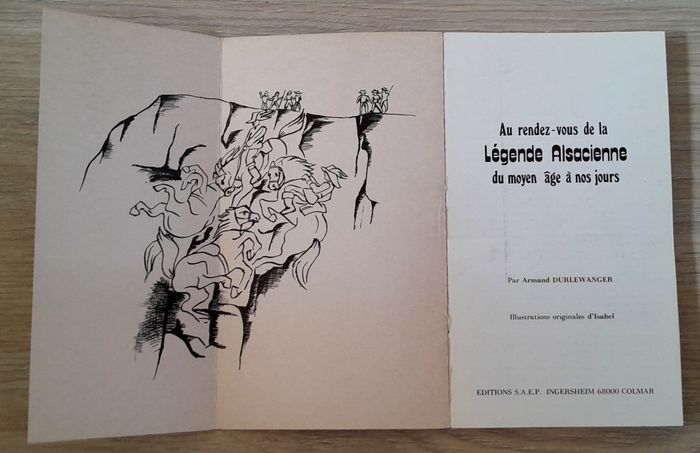 Au rendez-vous de la
Légende Alsacienne
du moyen âge à nos jours
Par Armand DURLEWANGER
Illustrations originales d'Isabel
EDITIONS S.A.E.P. INGERSHEIM 68000 COLMAR